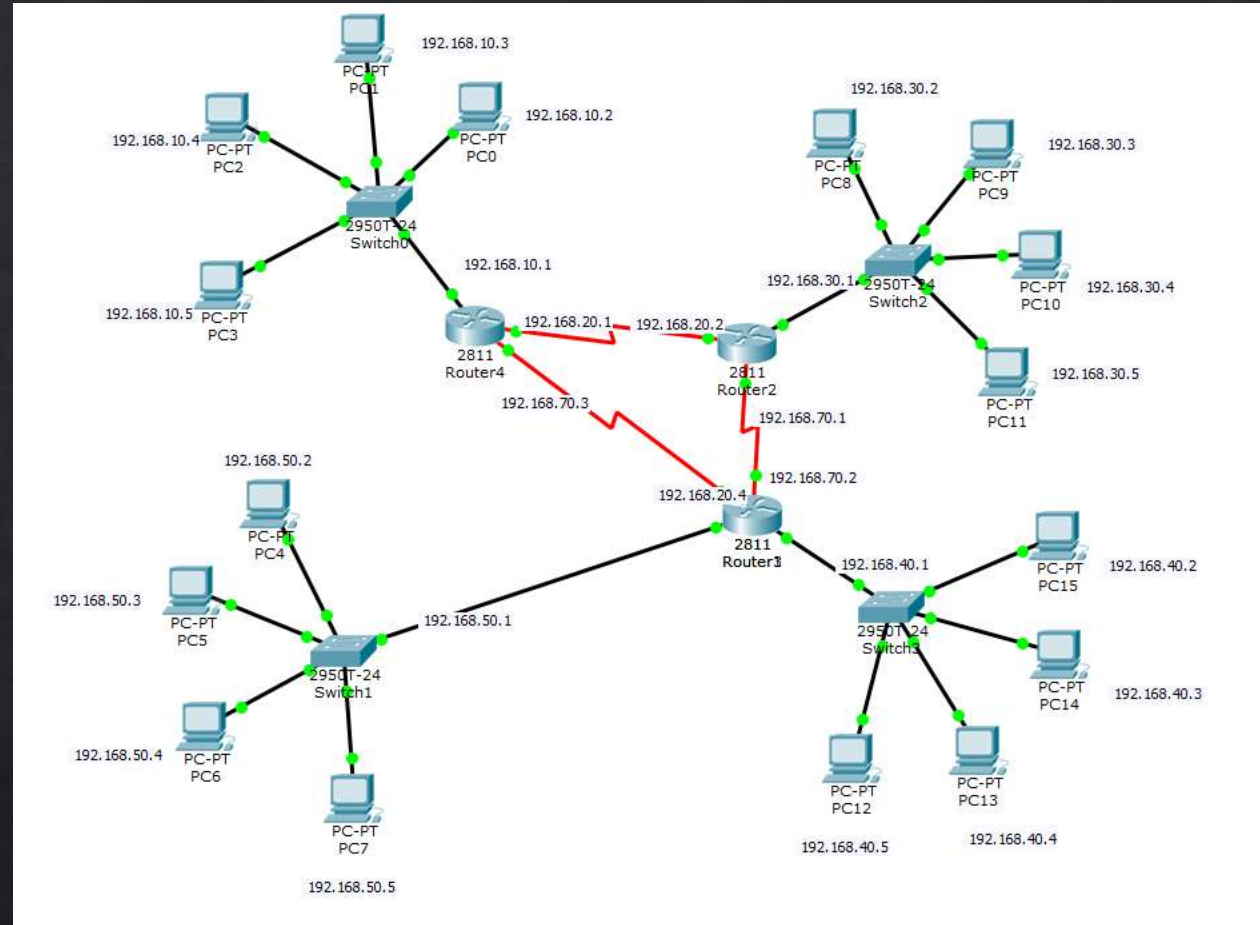 192.168.10.3
PC-PT
PC1
192.168.10.2
PC-PT
PC0
192.168.10.4
PC-PT
PC2
2950T-24
Switch0
192.168.10.5
PC-PT
PC3
192.168.10.1
2811
Router4
192.168.20.1
192.168.20.2
2811
Router2
192.168.30.1
192.168.30.2
PC-PT
PC8
192.168.30.3
PC-PT
PC9
2950T-24
Switch2
PC-PT
PC10
192.168.30.4
192.168.30.5
PC-PT
PC11
192.168.70.3
192.168.70.1
192.168.70.2
192.168.20.4
2811
192.168.50.2
PC-PT
PC4
192.168.50.3
PC-PT
PC5
192.168.50.1
2950T-24
Switch1
192.168.50.4
PC-PT
PC6
PC-PT
PC7
192.168.50.5
192.168.40.1
2950T-24
Switch3
PC-PT
PC15
192.168.40.2
PC-PT
PC14
192.168.40.3
PC-PT
PC12
192.168.40.5
PC-PT
PC13
192.168.40.4